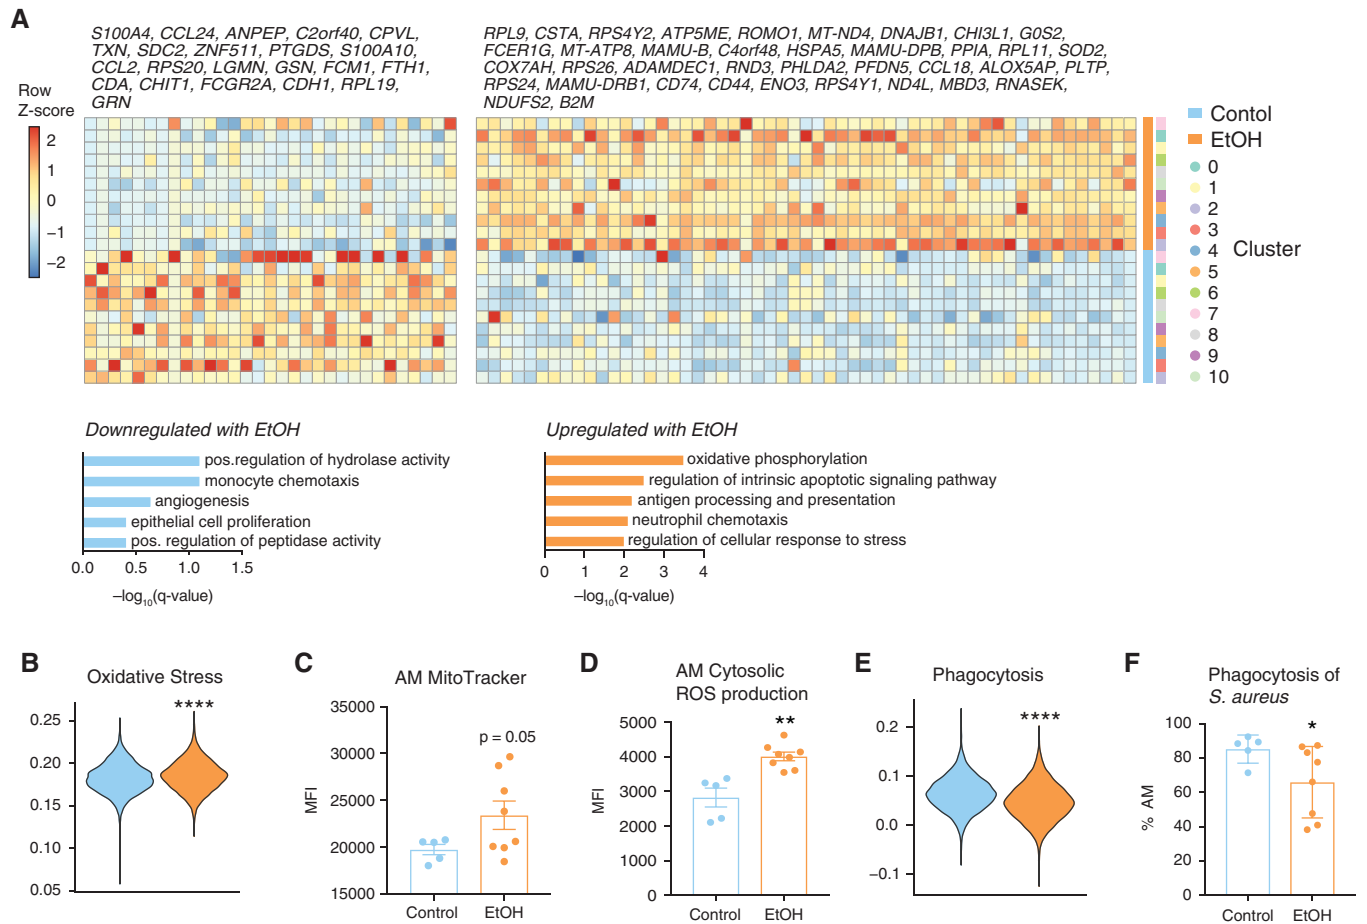 A
S100A4, CCL24, ANPEP, C2orf40, CPVL,
TXN, SDC2, ZNF511, PTGDS, S100A10,
CCL2, RPS20, LGMN, GSN, FCM1, FTH1,
CDA, CHIT1, FCGR2A, CDH1, RPL19,
GRN
RPL9, CSTA, RPS4Y2, ATP5ME, ROMO1, MT-ND4, DNAJB1, CHI3L1, G0S2,
FCER1G, MT-ATP8, MAMU-B, C4orf48, HSPA5, MAMU-DPB, PPIA, RPL11, SOD2,
COX7AH, RPS26, ADAMDEC1, RND3, PHLDA2, PFDN5, CCL18, ALOX5AP, PLTP,
RPS24, MAMU-DRB1, CD74, CD44, ENO3, RPS4Y1, ND4L, MBD3, RNASEK,
NDUFS2, B2M
Row
Z-score
2
1
0
−1
−2
Contol
EtOH
0
1
2
3
4
5
6
7
8
9
10
Cluster
Downregulated with EtOH
pos.regulation of hydrolase activity
monocyte chemotaxis
angiogenesis
epithelial cell proliferation
pos. regulation of peptidase activity
0.0 0.5 1.0 1.5
−log10(q-value)
Upregulated with EtOH
oxidative phosphorylation
regulation of intrinsic apoptotic signaling pathway
antigen processing and presentation
neutrophil chemotaxis
regulation of cellular response to stress
0 1 2 3 4
−log10(q-value)
B
Oxidative Stress
****
0.25
0.20
0.15
0.10
0.05
C
AM MitoTracker
p = 0.05
MFI
35000
30000
25000
20000
15000
Control EtOH
D
AM Cytosolic
ROS production
**
MFI
5000
4000
3000
2000
1000
0
Control EtOH
E
Phagocytosis
****
0.2
0.1
0.0
−0.1
F
Phagocytosis of
S. aureus
*
% AM
100
80
60
40
20
0
Control EtOH